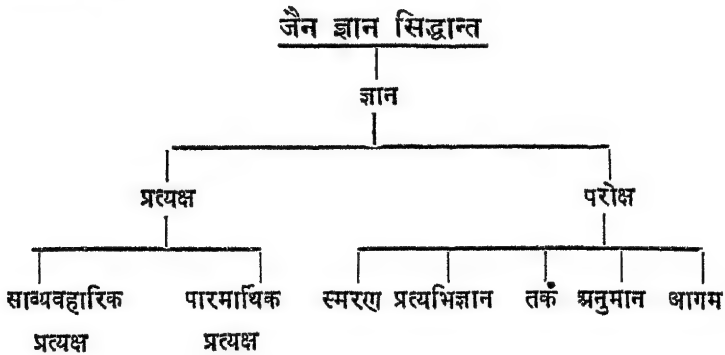 जैन ज्ञान सिद्धान्त
ज्ञान
प्रत्यक्ष परोक्ष
साव्यवहारिक पारमार्थिक स्मरण प्रत्यभिज्ञान तर्क अनुमान आगम
प्रत्यक्ष प्रत्यक्ष